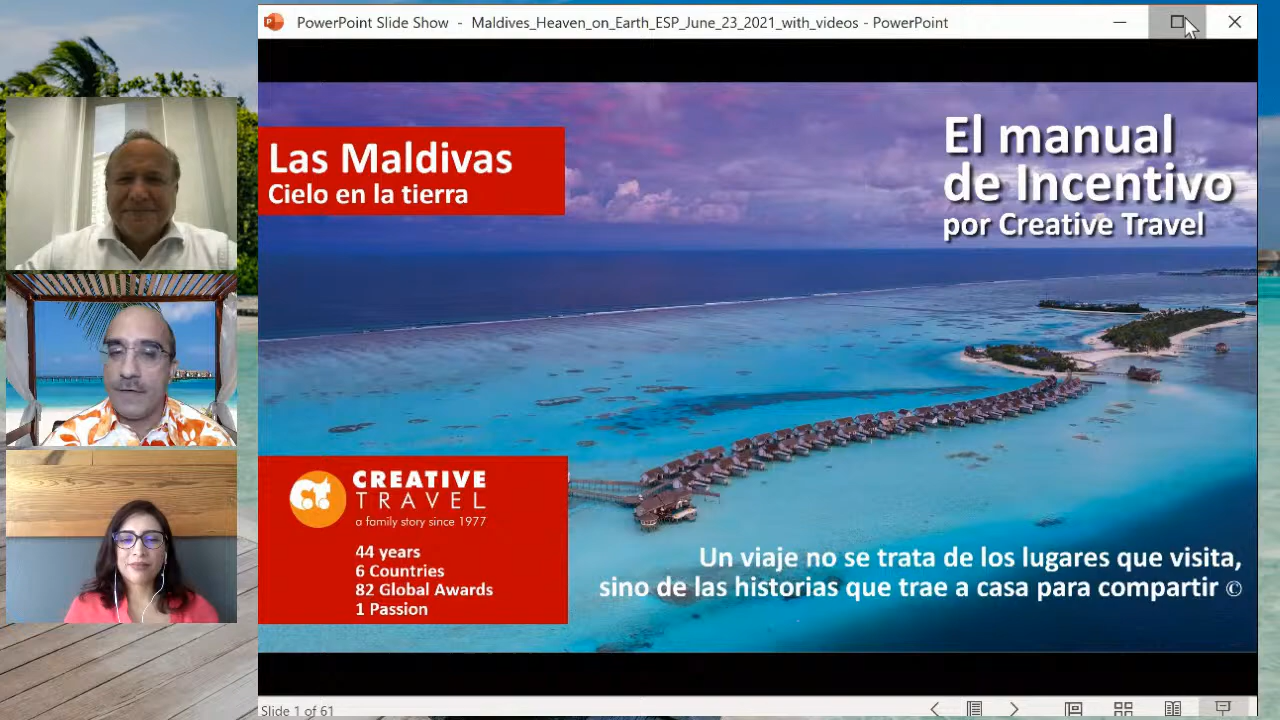 PowerPoint Slide Show - Maldives_Heaven_on_Earth_ESP_June_23_2021_with_videos - PowerPoint
Las Maldivas
Cielo en la tierra
El manual
de Incentivo
por Creative Travel
ct
CREATIVE
TRAVEL
a family story since 1977
44 years
6 Countries
82 Global Awards
1 Passion
Un viaje no se trata de los lugares que visita,
sino de las historias que trae a casa para compartir ©
Slide 1 of 61